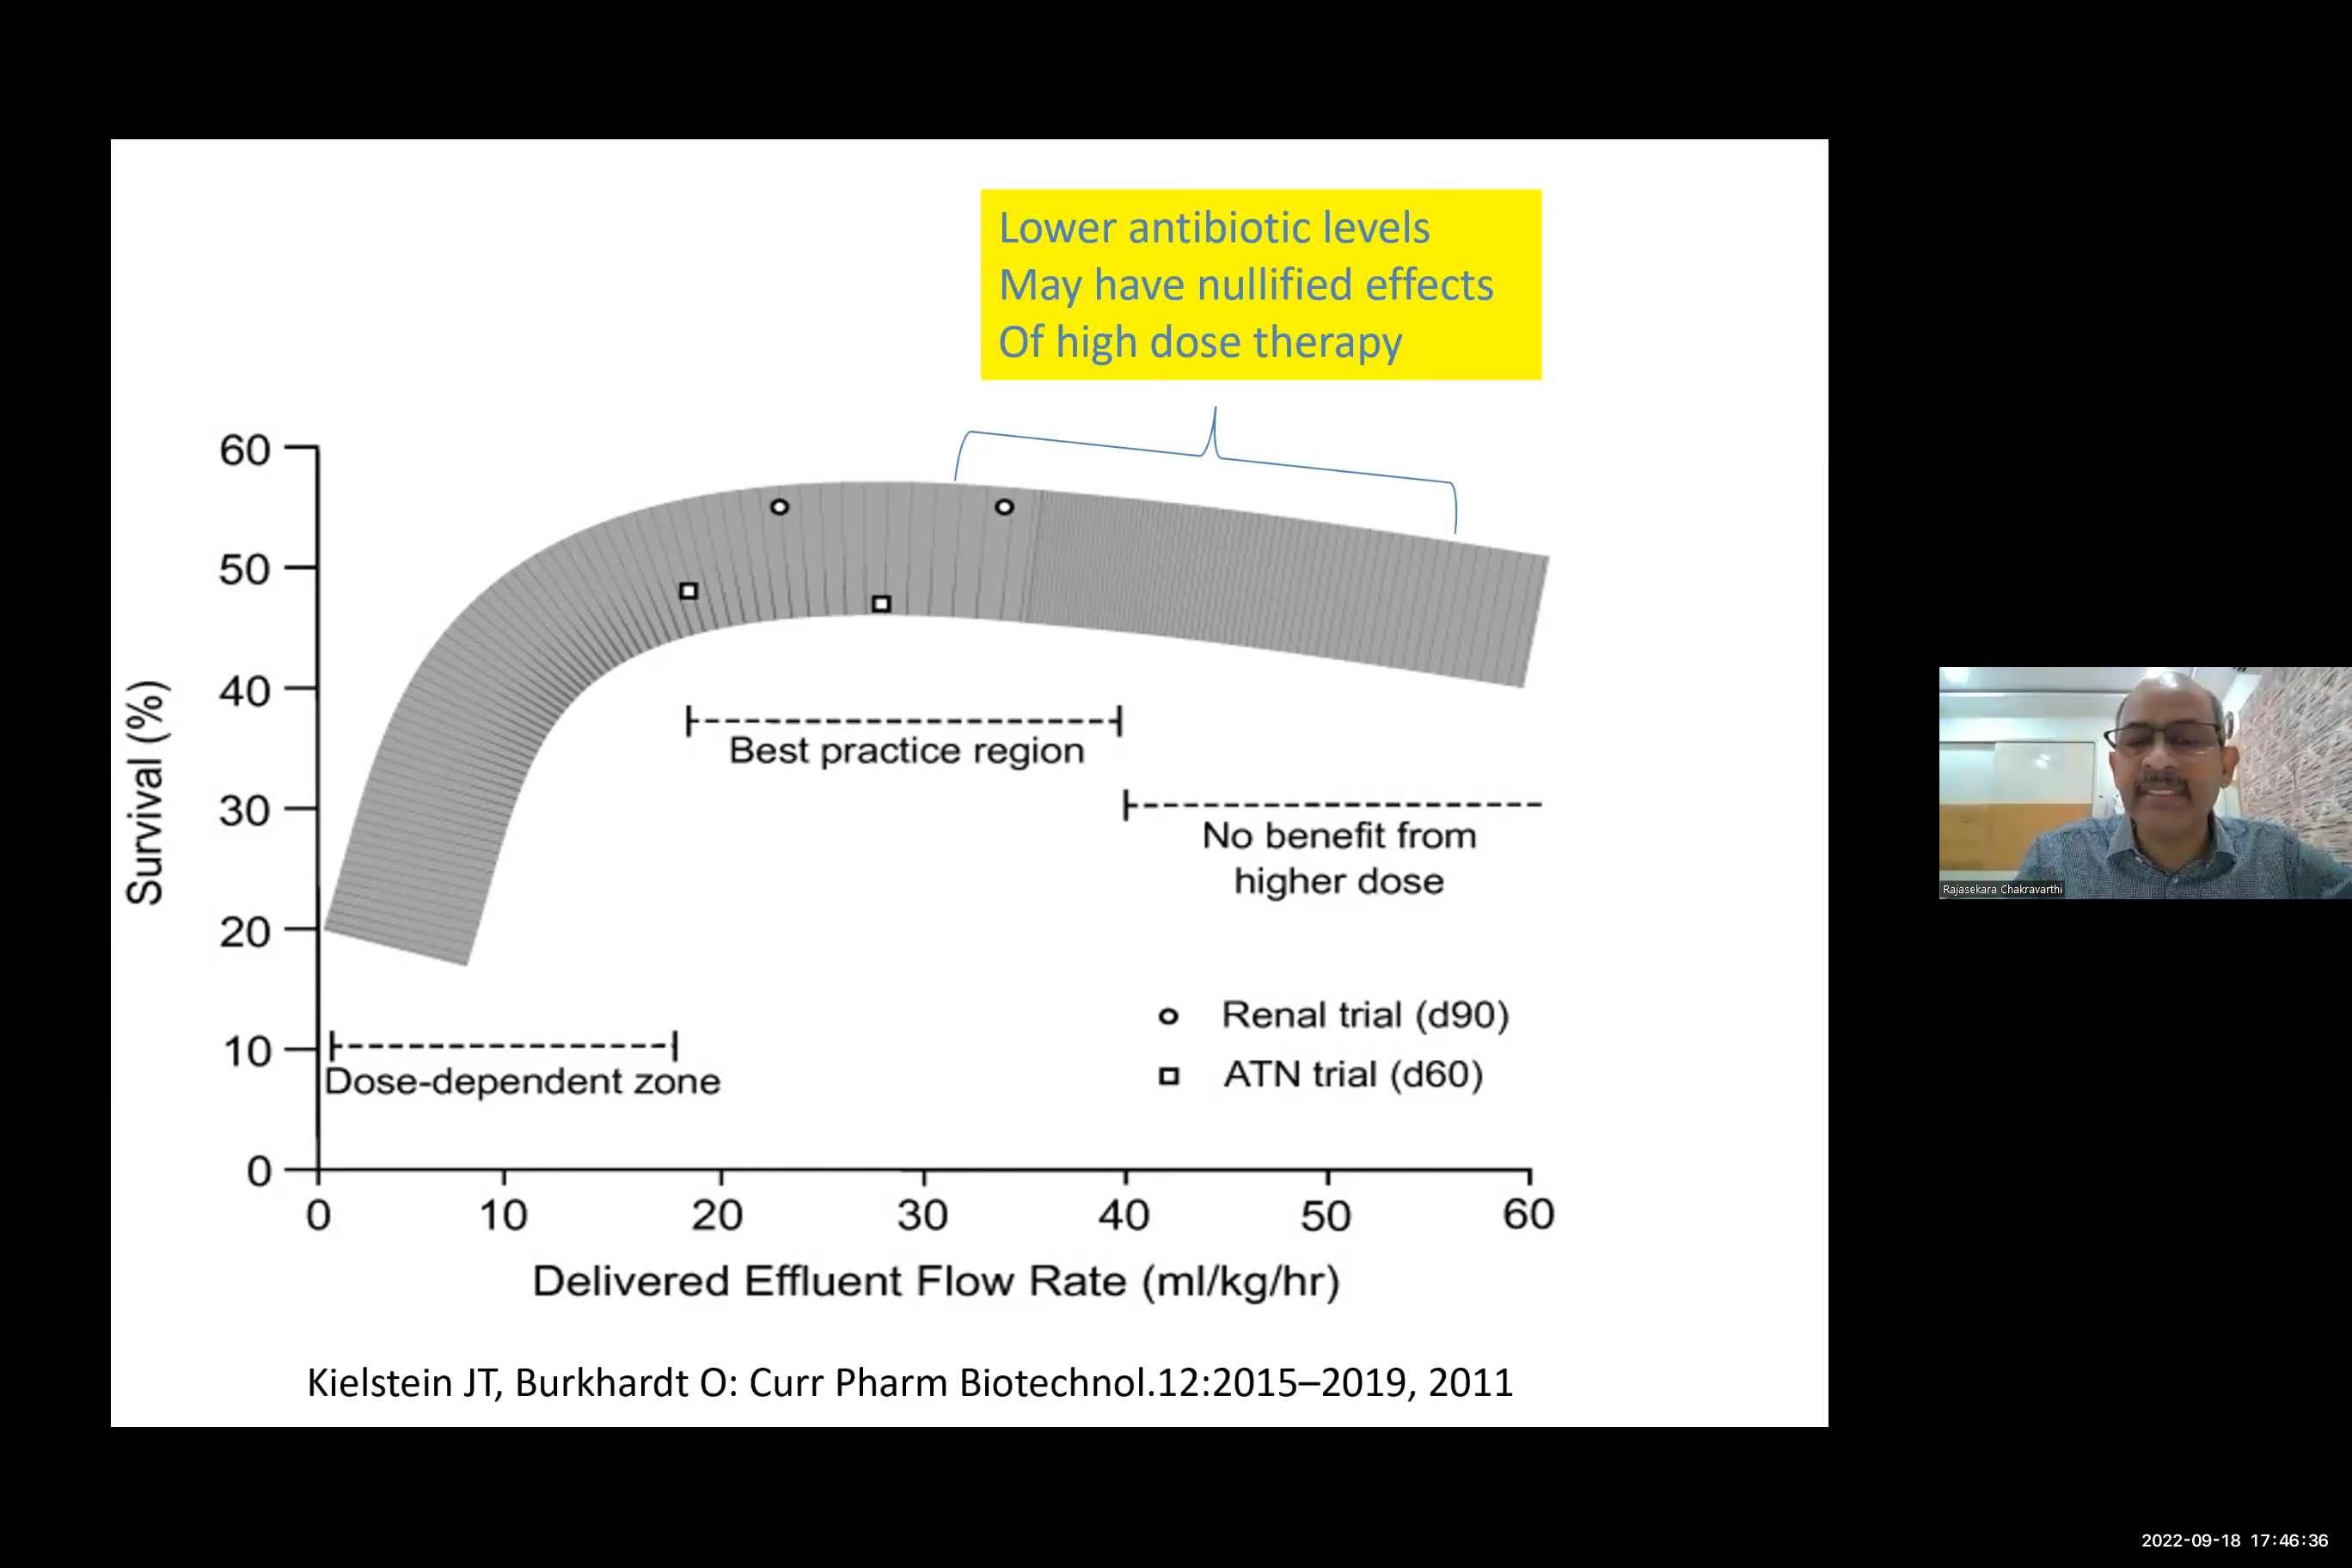 Lower antibiotic levels
May have nullified effects
Of high dose therapy
Survival (%)
60
50
40
30
20
10
0
Best practice region
No benefit from
higher dose
Renal trial (d90)
ATN trial (d60)
Dose-dependent zone
0 10 20 30 40 50 60
Delivered Effluent Flow Rate (ml/kg/hr)
Kielstein JT, Burkhardt O: Curr Pharm Biotechnol.12:2015–2019, 2011
Rajasekara Chakravarthi
2022-09-18 17:46:36